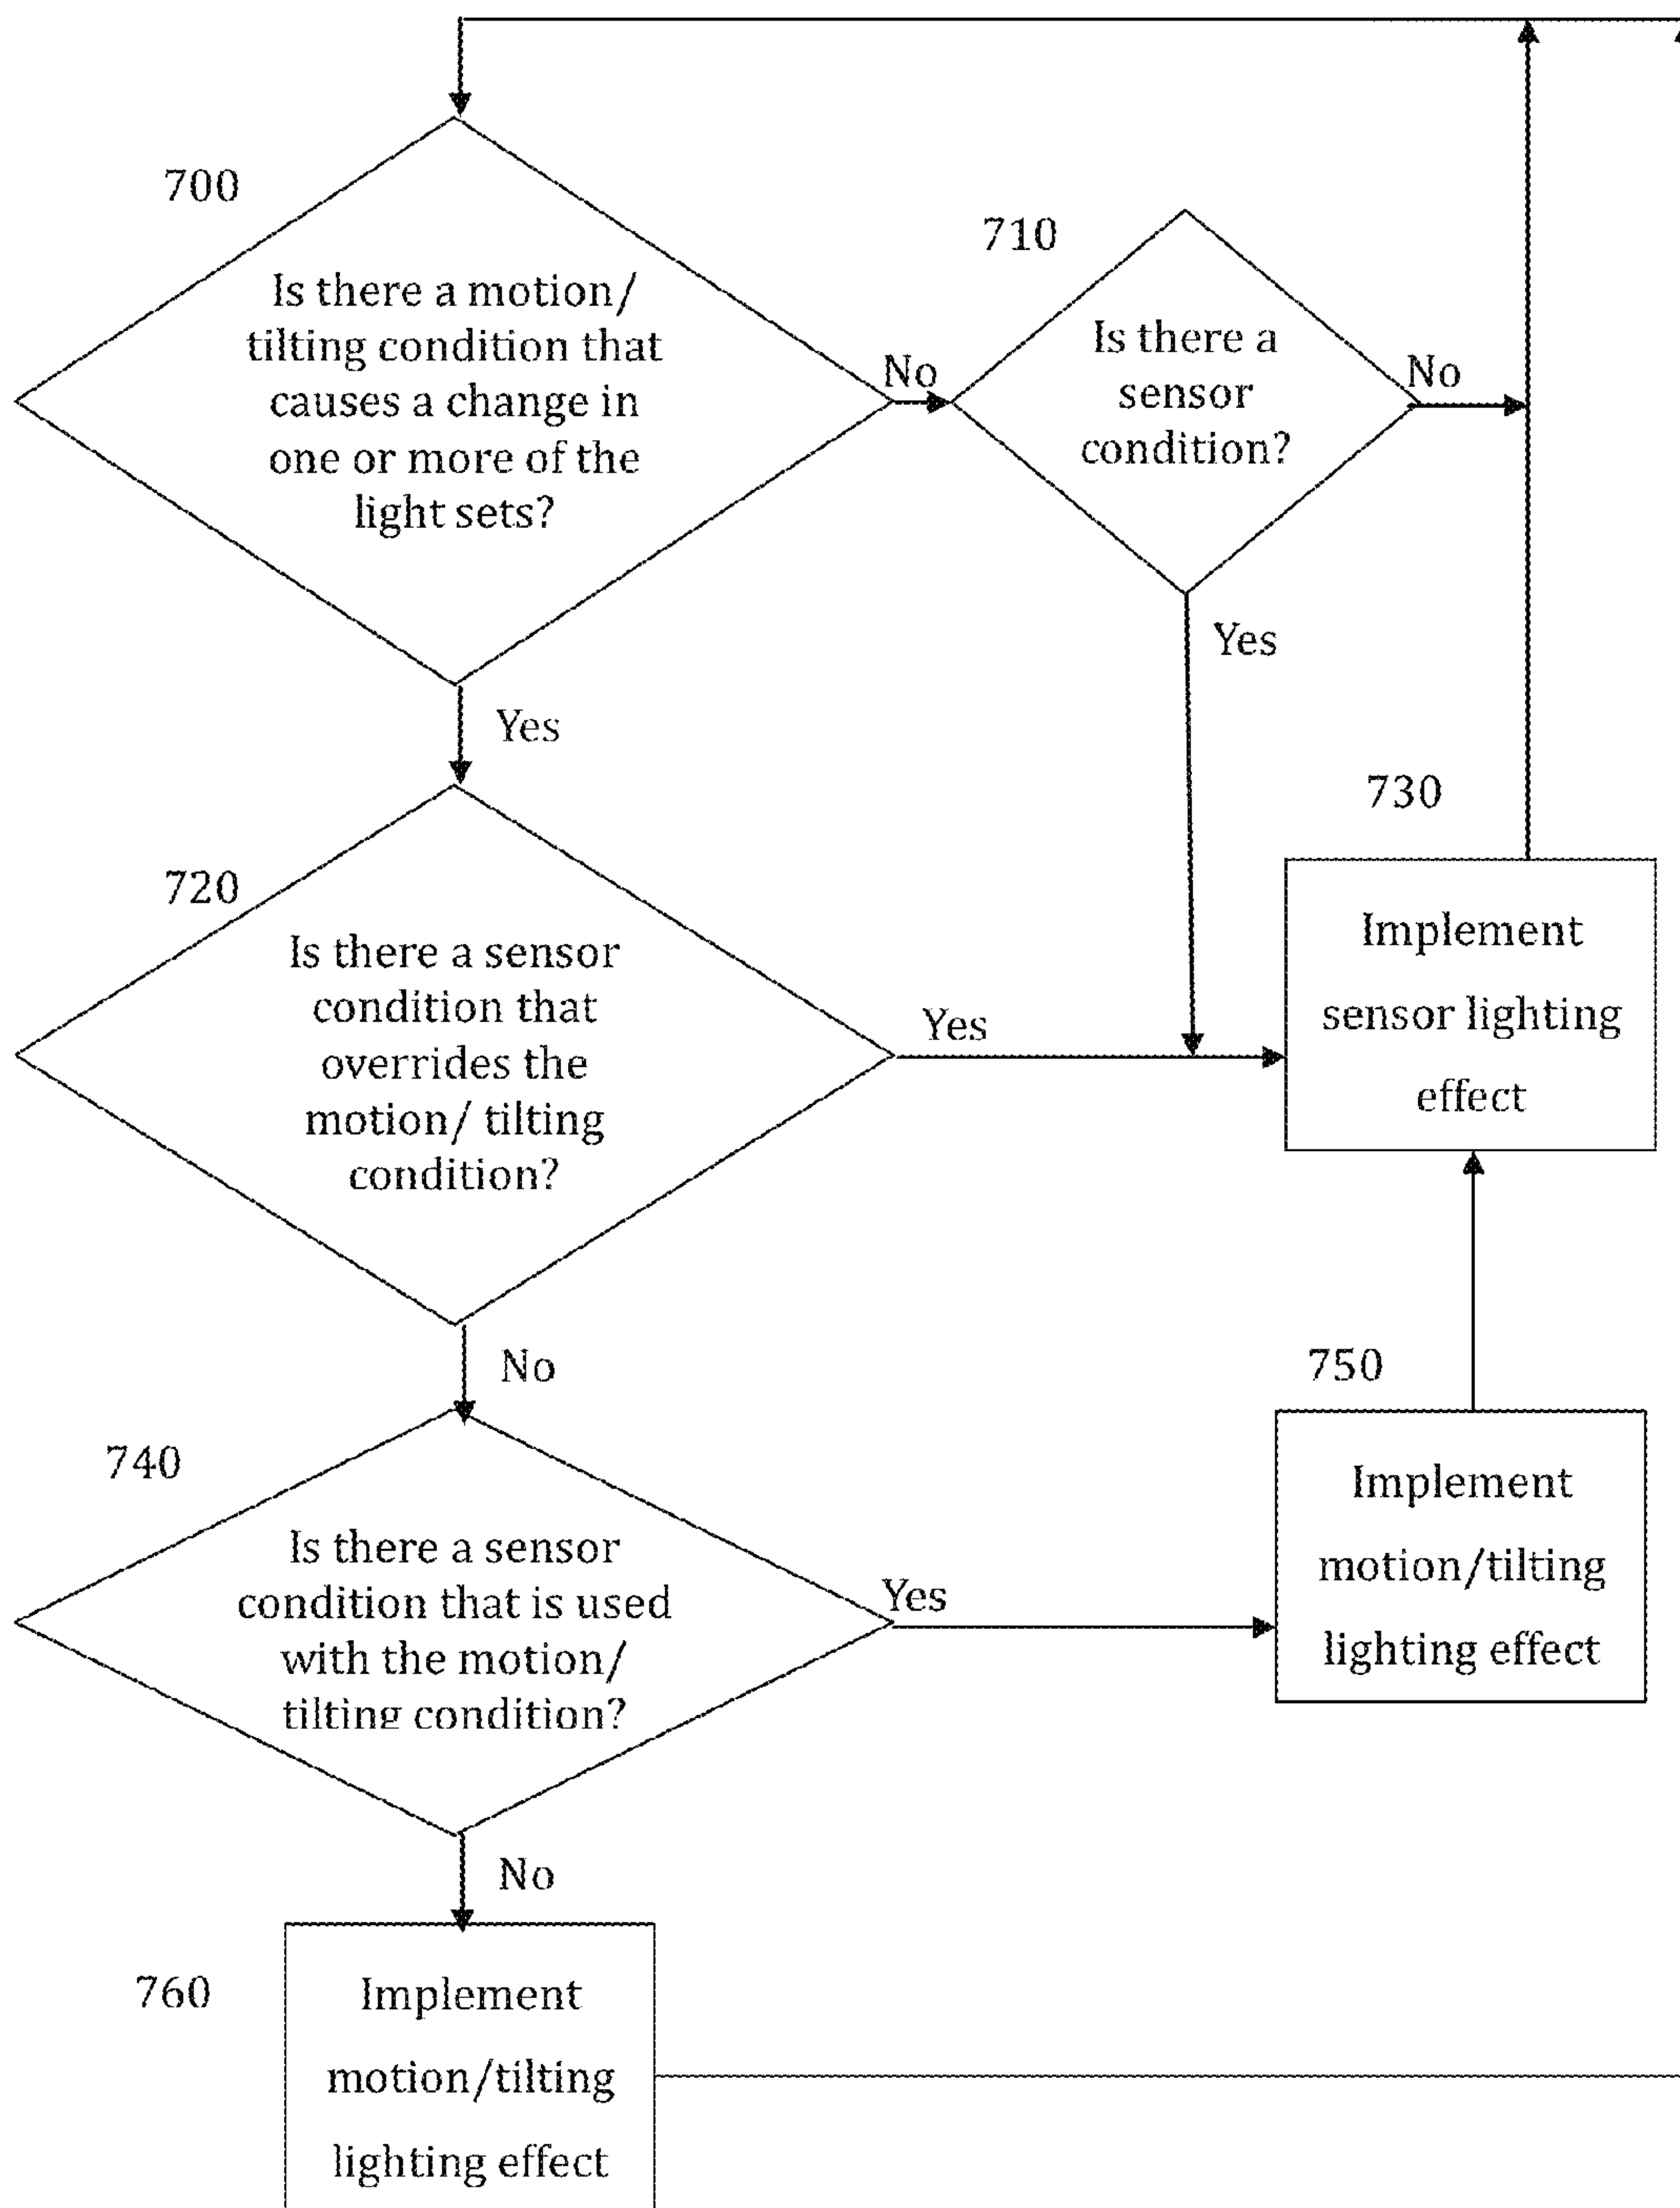 700
Is there a motion/
tilting condition that
causes a change in
one or more of the
light sets?
No
710
Is there a
sensor
condition?
No
Yes
Yes
720
Is there a sensor
condition that
overrides the
motion/ tilting
condition?
Yes
730
Implement
sensor lighting
effect
No
740
Is there a sensor
condition that is used
with the motion/
tilting condition?
Yes
750
Implement
motion/tilting
lighting effect
No
760
Implement
motion/tilting
lighting effect